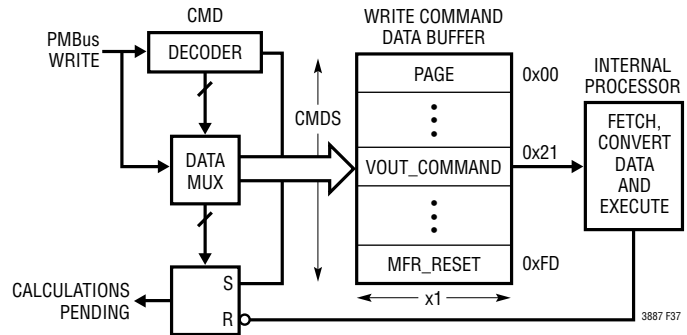 CMD
PMBus
WRITE
DECODER
DATA
MUX
S
R
CALCULATIONS
PENDING
CMDS
WRITE COMMAND
DATA BUFFER
PAGE
0x00
VOUT_COMMAND
0x21
MFR_RESET
0xFD
x1
INTERNAL
PROCESSOR
FETCH,
CONVERT
DATA
AND
EXECUTE
3887 F37